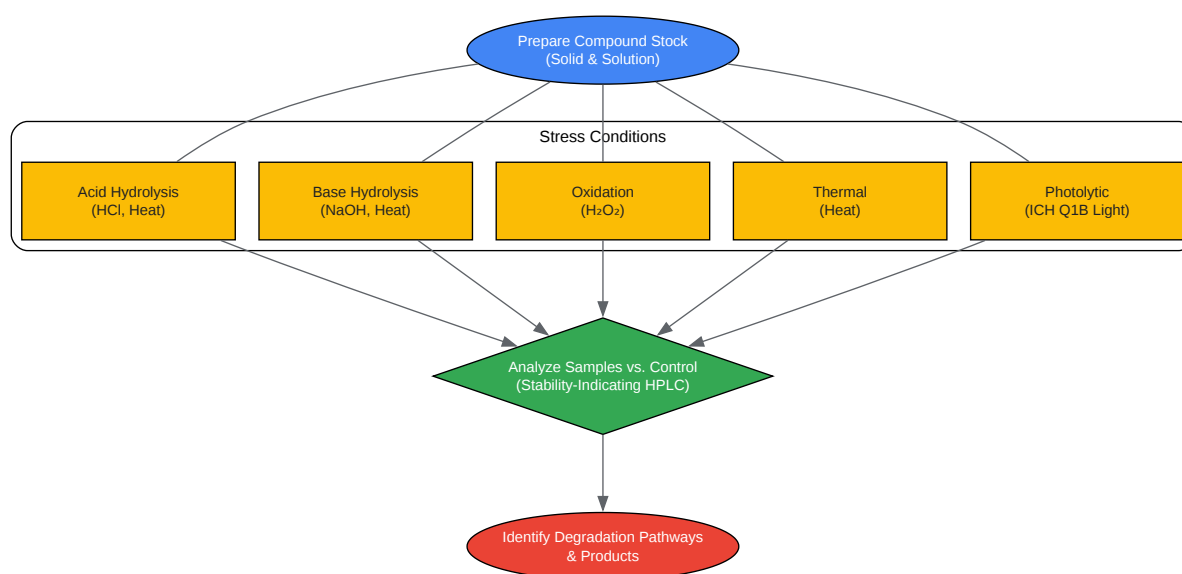 Prepare Compound Stock
(Solid & Solution)
Stress Conditions
Acid Hydrolysis
(HCl, Heat)
Base Hydrolysis
(NaOH, Heat)
Oxidation
(H₂O₂)
Thermal
(Heat)
Photolytic
(ICH Q1B Light)
Analyze Samples vs. Control
(Stability-Indicating HPLC)
Identify Degradation Pathways
& Products